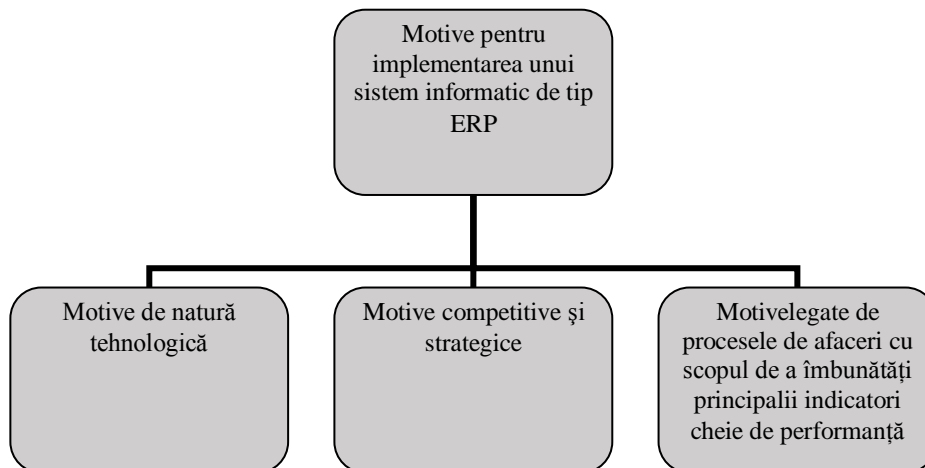 Motive pentru
implementarea unui
sistem informatic de tip
ERP
Motive de natură
tehnologică
Motive competitive şi
strategice
Motivelegate de
procesele de afaceri cu
scopul de a îmbunătăți
principalii indicatori
cheie de performanță